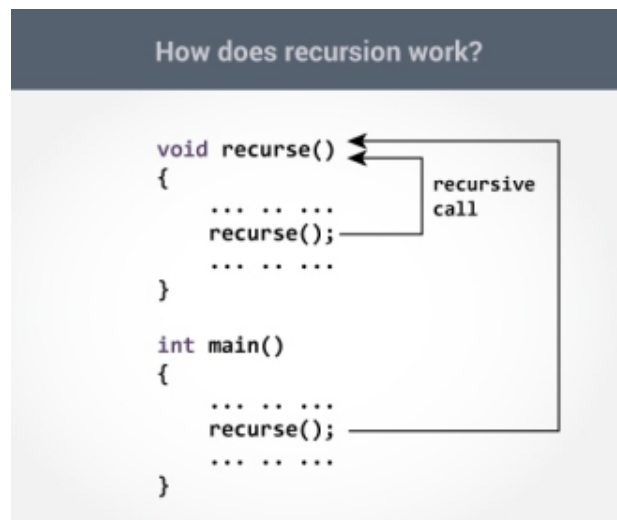 How does recursion work?
void recurse()
{
... .. ...
recurse();
... .. ...
}
recursive
call
int main()
{
... .. ...
recurse();
... .. ...
}